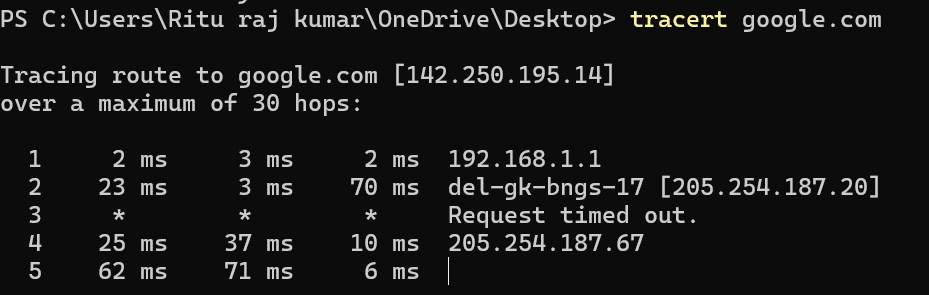 PS C:\Users\Ritu raj kumar\OneDrive\Desktop> tracert google.com
Tracing route to google.com [142.250.195.14]
over a maximum of 30 hops:
1 2 ms 3 ms 2 ms 192.168.1.1
2 23 ms 3 ms 70 ms del-gk-bngs-17 [205.254.187.20]
3 * * * Request timed out.
4 25 ms 37 ms 10 ms 205.254.187.67
5 62 ms 71 ms 6 ms